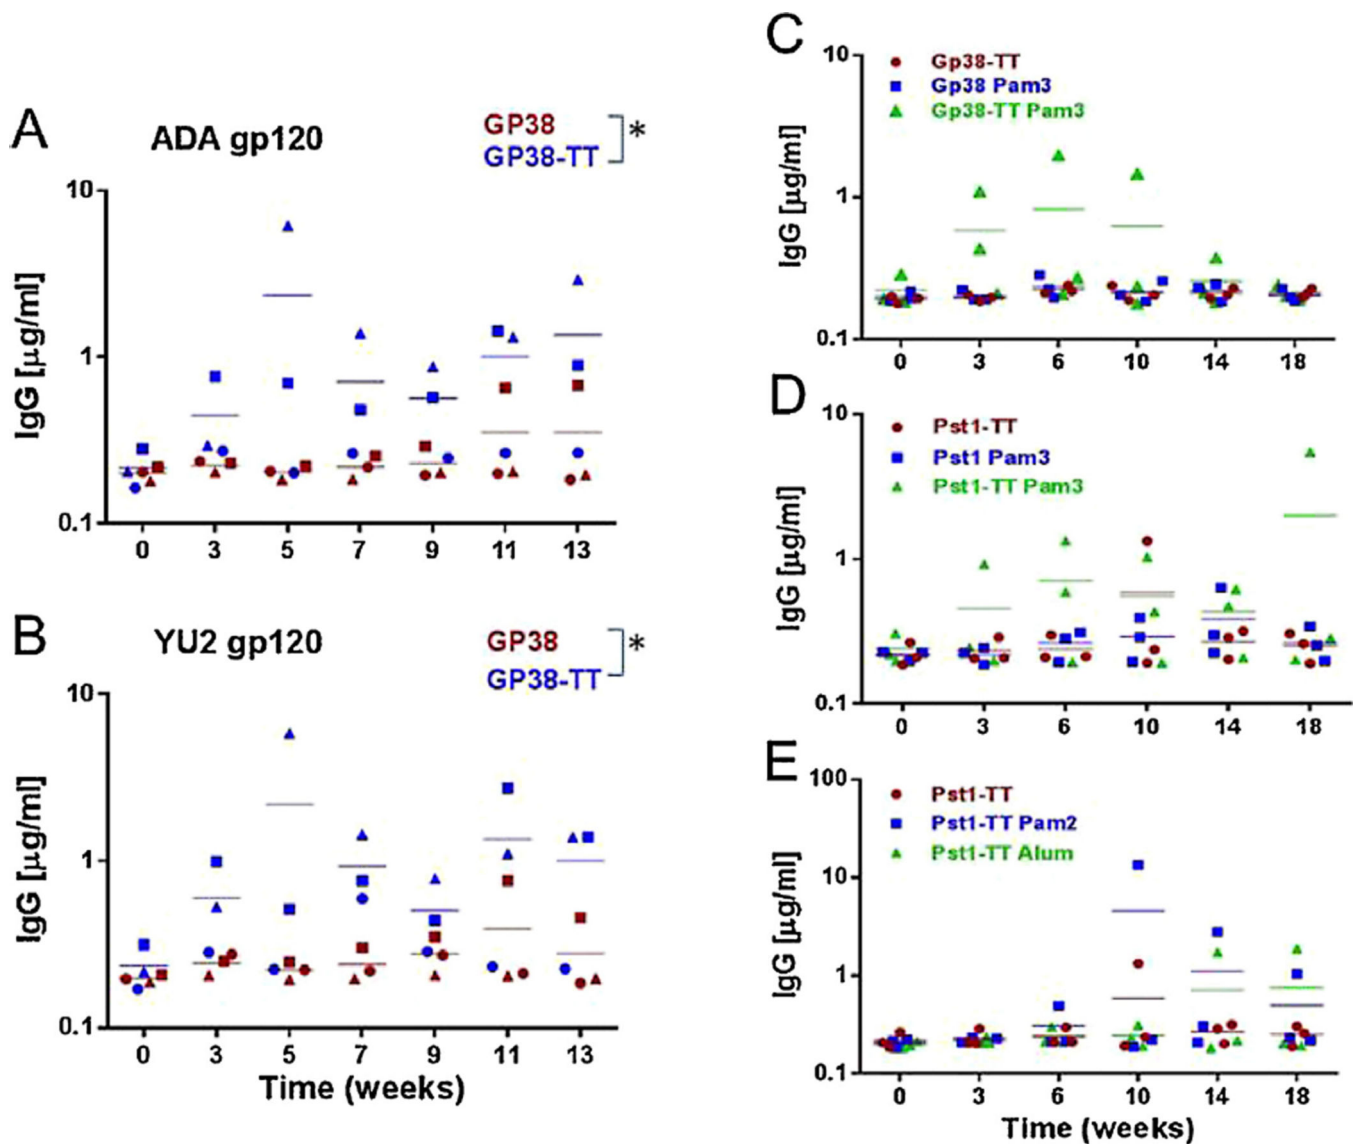 A
ADA gp120
GP38
GP38-TT
*
10
1
0.1
IgG [µg/ml]
0 3 5 7 9 11 13
B
YU2 gp120
GP38
GP38-TT
*
10
1
0.1
IgG [µg/ml]
0 3 5 7 9 11 13
Time (weeks)
C
Gp38-TT
Gp38 Pam3
Gp38-TT Pam3
10
1
0.1
IgG [µg/ml]
0 3 6 10 14 18
D
Pst1-TT
Pst1 Pam3
Pst1-TT Pam3
10
1
0.1
IgG [µg/ml]
0 3 6 10 14 18
E
Pst1-TT
Pst1-TT Pam2
Pst1-TT Alum
100
10
1
0.1
IgG [µg/ml]
0 3 6 10 14 18
Time (weeks)